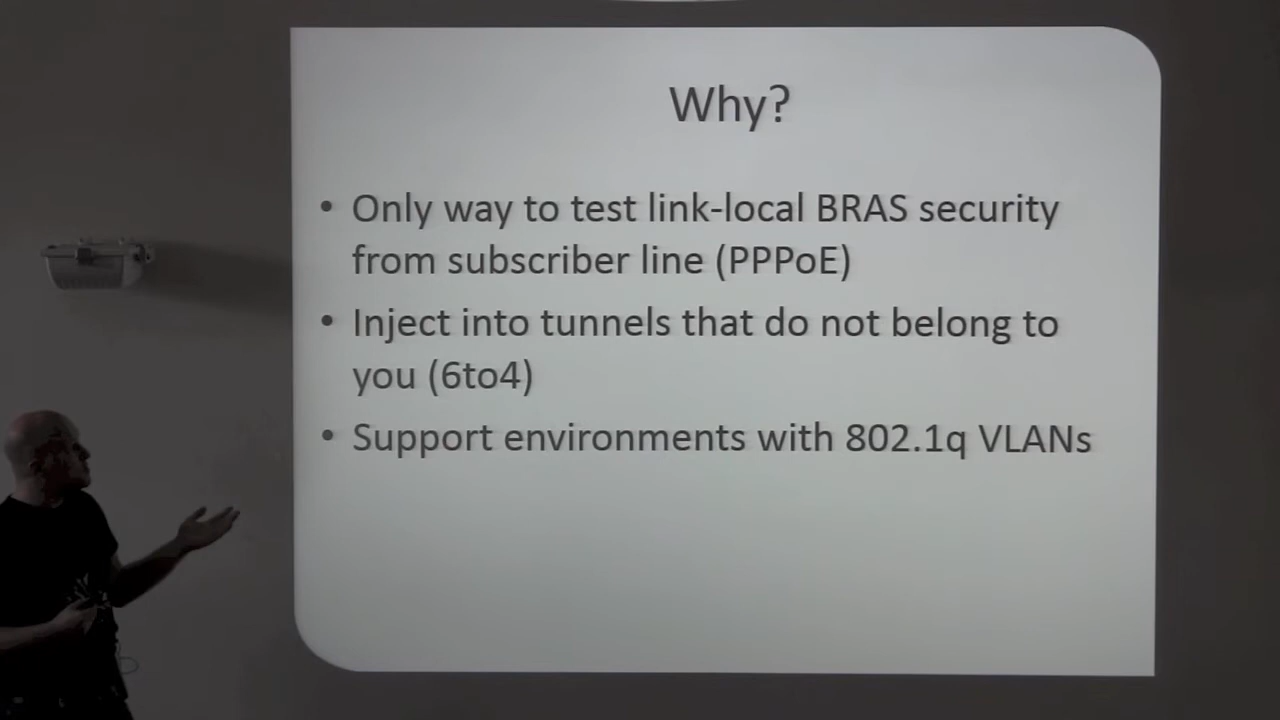 Why?
• Only way to test link-local BRAS security
from subscriber line (PPPoE)
• Inject into tunnels that do not belong to
you (6to4)
• Support environments with 802.1q VLANs